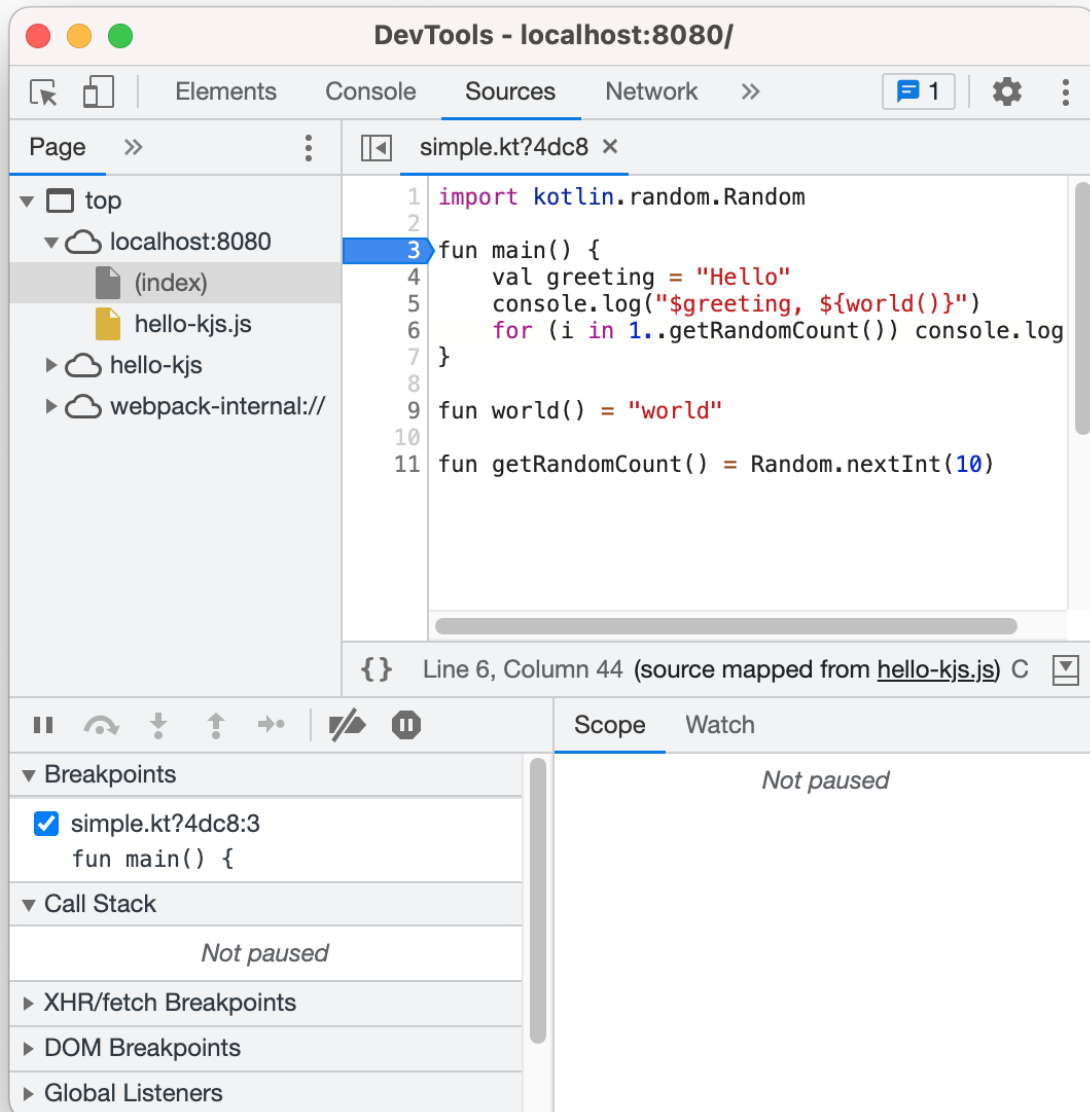 DevTools - localhost:8080/
Elements Console Sources Network >> 1
Page >>
simple.kt?4dc8 ×
top
localhost:8080
(index)
hello-kjs.js
hello-kjs
webpack-internal://
1 import kotlin.random.Random
2
3 fun main() {
4     val greeting = "Hello"
5     console.log("$greeting, ${world()}")
6     for (i in 1..getRandomCount()) console.log
7 }
8
9 fun world() = "world"
10
11 fun getRandomCount() = Random.nextInt(10)
{} Line 6, Column 44 (source mapped from hello-kjs.js) C
Breakpoints
simple.kt?4dc8:3
fun main() {
Call Stack
Not paused
XHR/fetch Breakpoints
DOM Breakpoints
Global Listeners
Scope Watch
Not paused